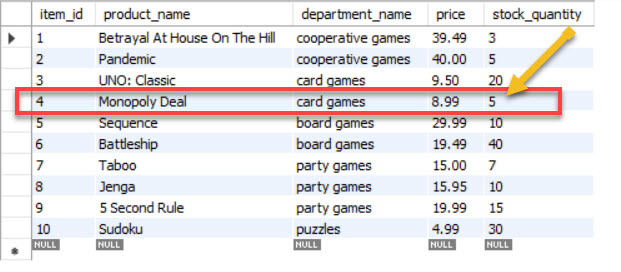 item_id product_name department_name price stock_quantity
1 Betrayal At House On The Hill cooperative games 39.49 3
2 Pandemic cooperative games 40.00 5
3 UNO: Classic card games 9.50 20
4 Monopoly Deal card games 8.99 5
5 Sequence board games 29.99 10
6 Battleship board games 19.49 40
7 Taboo party games 15.00 7
8 Jenga party games 15.95 10
9 5 Second Rule party games 19.99 15
10 Sudoku puzzles 4.99 30
NULL NULL NULL NULL NULL